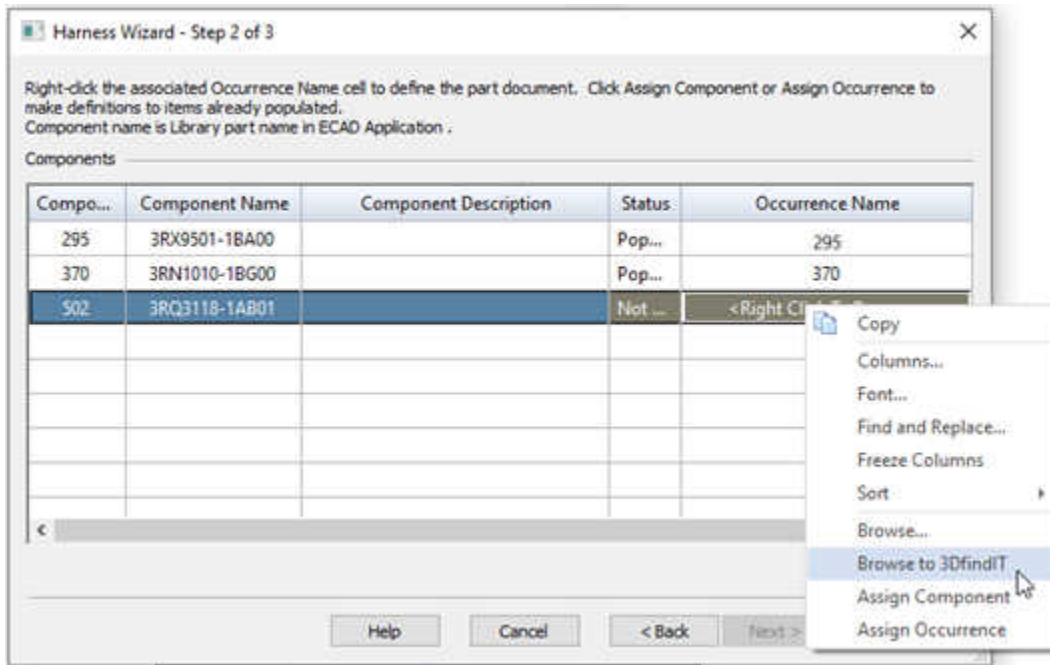 Harness Wizard - Step 2 of 3
Right-click the associated Occurrence Name cell to define the part document. Click Assign Component or Assign Occurrence to
make definitions to items already populated.
Component name is Library part name in ECAD Application .
Components
Compo... Component Name Component Description Status Occurrence Name
295 3RX9501-1BA00 Pop... 295
370 3RN1010-1BG00 Pop... 370
502 3RQ3118-1AB01 Not ... <Right
Copy
Columns...
Font...
Find and Replace...
Freeze Columns
Sort
Browse...
Browse to 3DfindIT
Assign Component
Assign Occurrence
Help Cancel < Back Next >